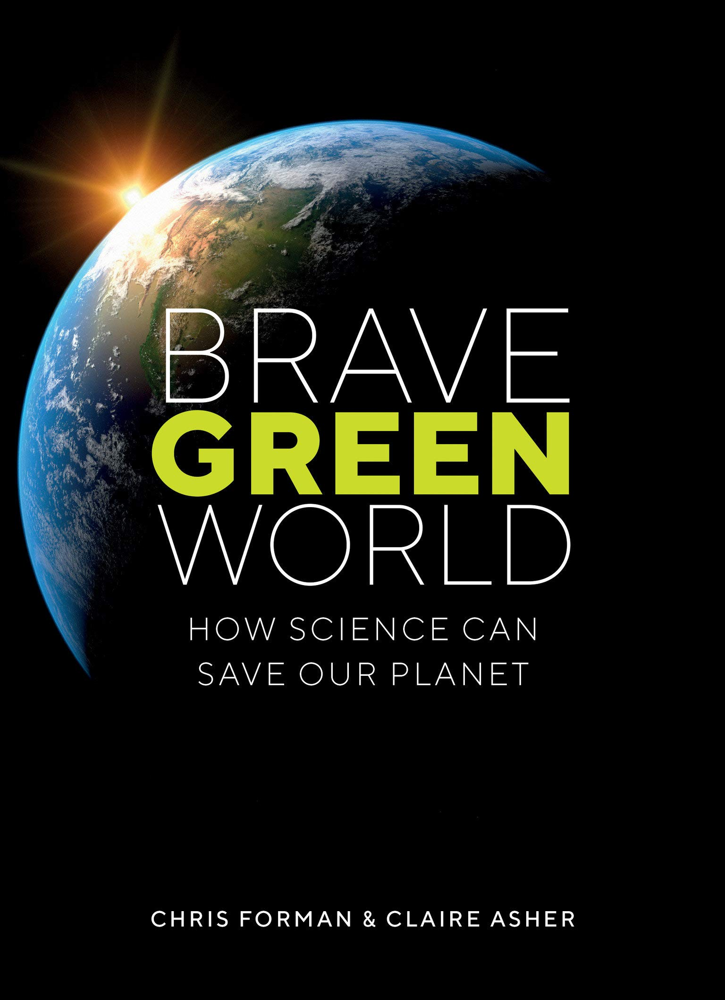 BRAVE
GREEN
WORLD
HOW SCIENCE CAN
SAVE OUR PLANET
CHRIS FORMAN & CLAIRE ASHER